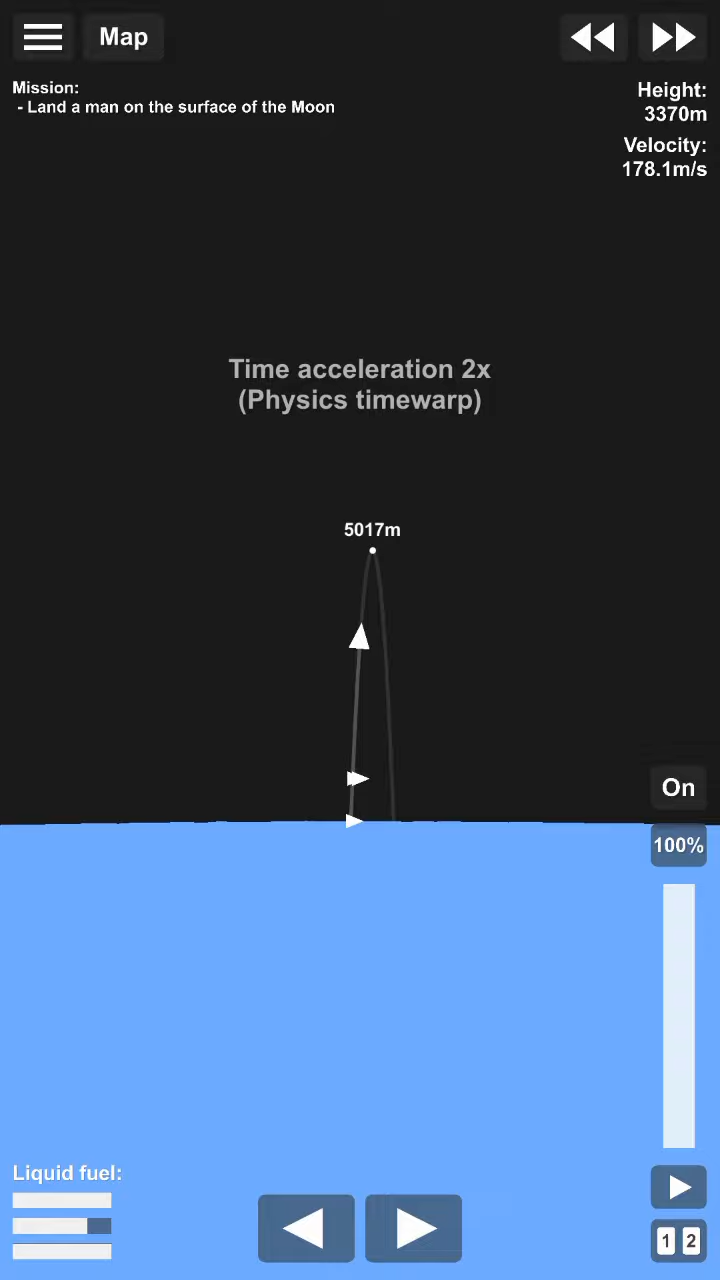 Map
Mission:
- Land a man on the surface of the Moon
Height:
3370m
Velocity:
178.1m/s
Time acceleration 2x
(Physics timewarp)
5017m
On
100%
Liquid fuel:
1 2